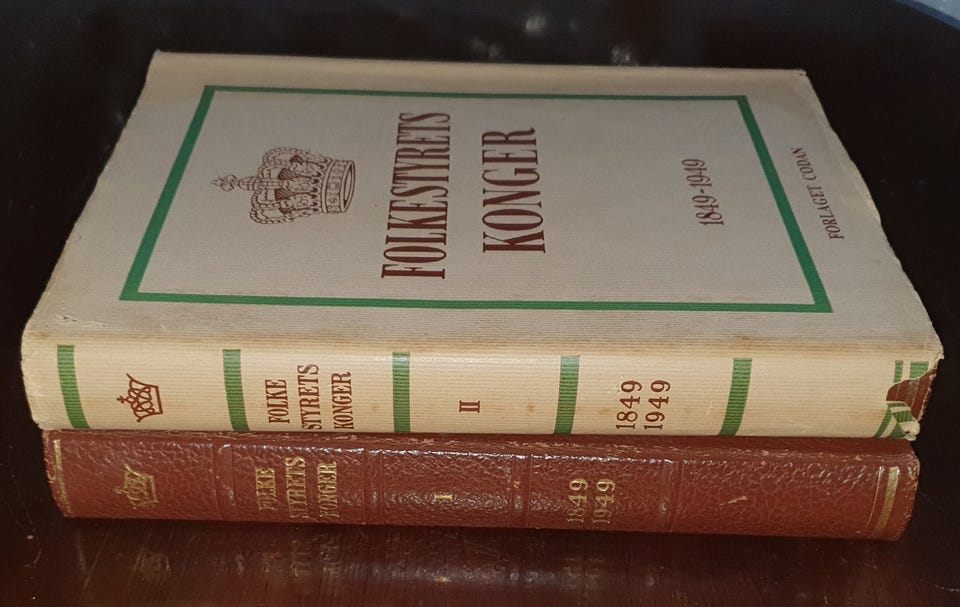 FOLKESTYRETS
KONGER
1849-1949
FORLAGET CODAN
FOLKE
STYRETS
KONGER
II
1849
1949
FOLKE
STYRETS
KONGER
I
1849
1949